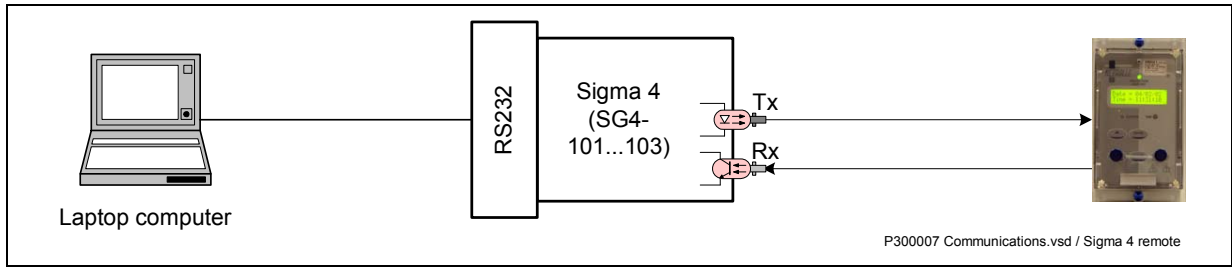 Laptop computer
RS232
Sigma 4
(SG4-
101...103)
Tx
Rx
P300007 Communications.vsd / Sigma 4 remote